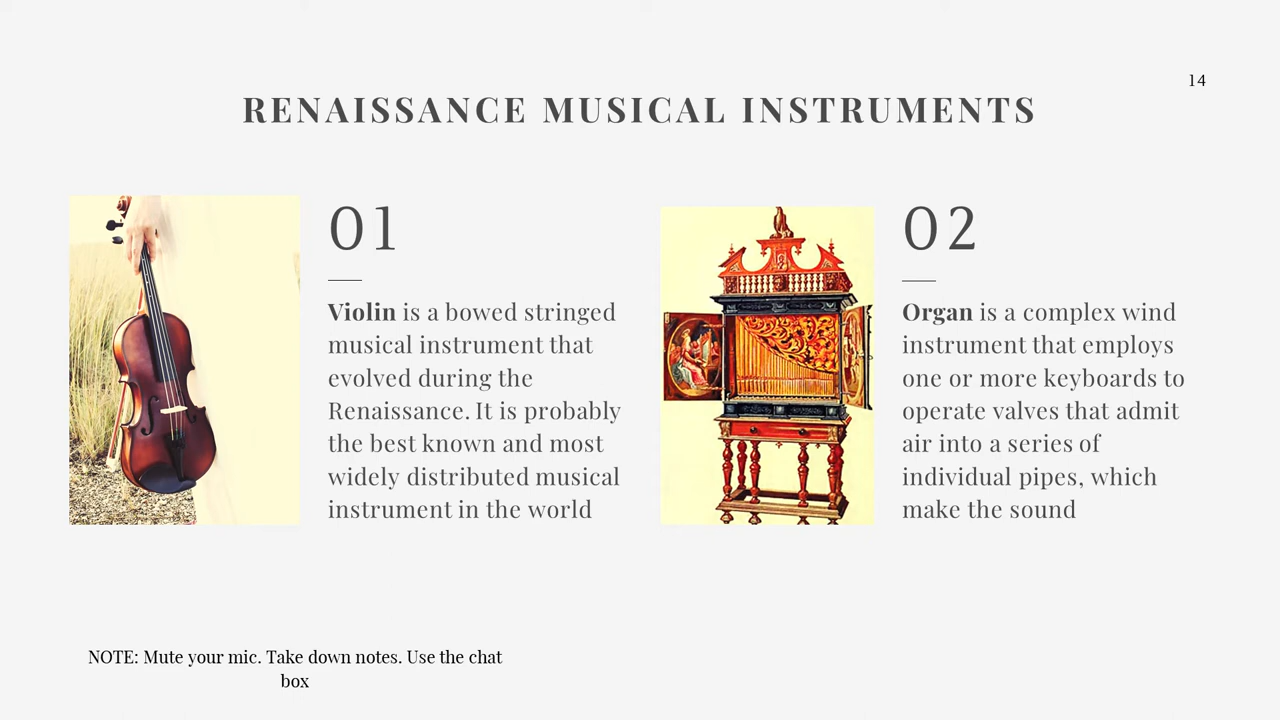 14
RENAISSANCE MUSICAL INSTRUMENTS
01
Violin is a bowed stringed
musical instrument that
evolved during the
Renaissance. It is probably
the best known and most
widely distributed musical
instrument in the world
02
Organ is a complex wind
instrument that employs
one or more keyboards to
operate valves that admit
air into a series of
individual pipes, which
make the sound
NOTE: Mute your mic. Take down notes. Use the chat
box